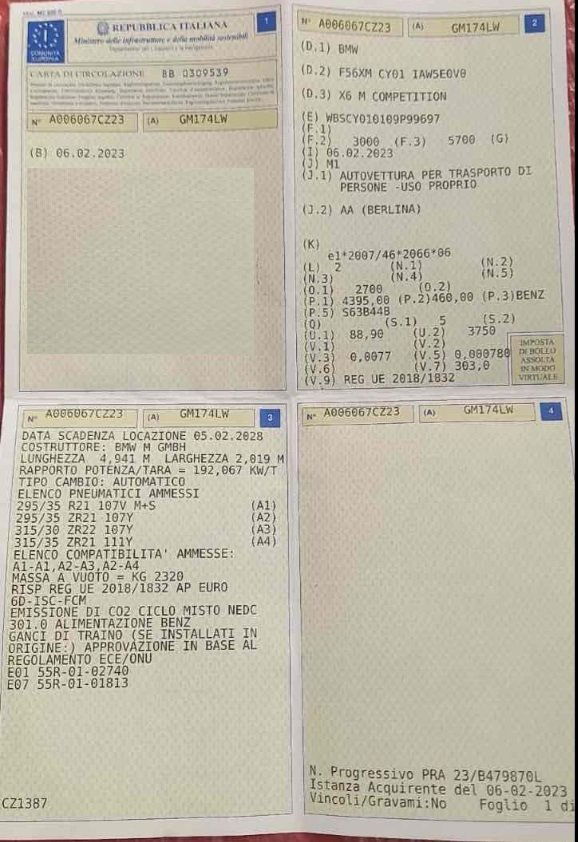 REPUBBLICA ITALIANA
1
Ministero delle infrastrutture e della mobilità sostenibili
COMUNITÀ
EUROPEA
CARTA DI CIRCOLAZIONE BB 0309539
N° A006067CZ23 (A) GM174LW
(B) 06.02.2023
N° A006067CZ23 (A) GM174LW 2
(D.1) BMW
(D.2) F56XM CY01 IAW5E0V0
(D.3) X6 M COMPETITION
(E) WBSCY010109P99697
(F.1)
(F.2) 3000 (F.3) 5700 (G)
(I) 06.02.2023
(J) M1
(J.1) AUTOVETTURA PER TRASPORTO DI
PERSONE -USO PROPRIO
(J.2) AA (BERLINA)
(K)
e1*2007/46*2066*06
(L) 2 (N.1) (N.2)
(N.3) (N.4) (N.5)
(O.1) 2700 (O.2)
(P.1) 4395,00 (P.2)460,00 (P.3)BENZ
(P.5) S63B44B
(Q) (S.1) 5 (S.2)
(U.1) 88,90 (U.2) 3750
(V.1) (V.2)
(V.3) 0,0077 (V.5) 0,000780
(V.6) (V.7) 303,0
(V.9) REG UE 2018/1832
IMPOSTA
DI BOLLO
ASSOLTA
IN MODO
VIRTUALE
N° A006067CZ23 (A) GM174LW 3
DATA SCADENZA LOCAZIONE 05.02.2028
COSTRUTTORE: BMW M GMBH
LUNGHEZZA 4,941 M LARGHEZZA 2,019 M
RAPPORTO POTENZA/TARA = 192,067 KW/T
TIPO CAMBIO: AUTOMATICO
ELENCO PNEUMATICI AMMESSI
295/35 R21 107V M+S (A1)
295/35 ZR21 107Y (A2)
315/30 ZR22 107Y (A3)
315/35 ZR21 111Y (A4)
ELENCO COMPATIBILITA' AMMESSE:
A1-A1,A2-A3,A2-A4
MASSA A VUOTO = KG 2320
RISP REG UE 2018/1832 AP EURO
6D-ISC-FCM
EMISSIONE DI CO2 CICLO MISTO NEDC
301.0 ALIMENTAZIONE BENZ
GANCI DI TRAINO (SE INSTALLATI IN
ORIGINE:) APPROVAZIONE IN BASE AL
REGOLAMENTO ECE/ONU
E01 55R-01-02740
E07 55R-01-01813
CZ1387
N° A006067CZ23 (A) GM174LW 4
N. Progressivo PRA 23/B479870L
Istanza Acquirente del 06-02-2023
Vincoli/Gravami:No Foglio 1 di